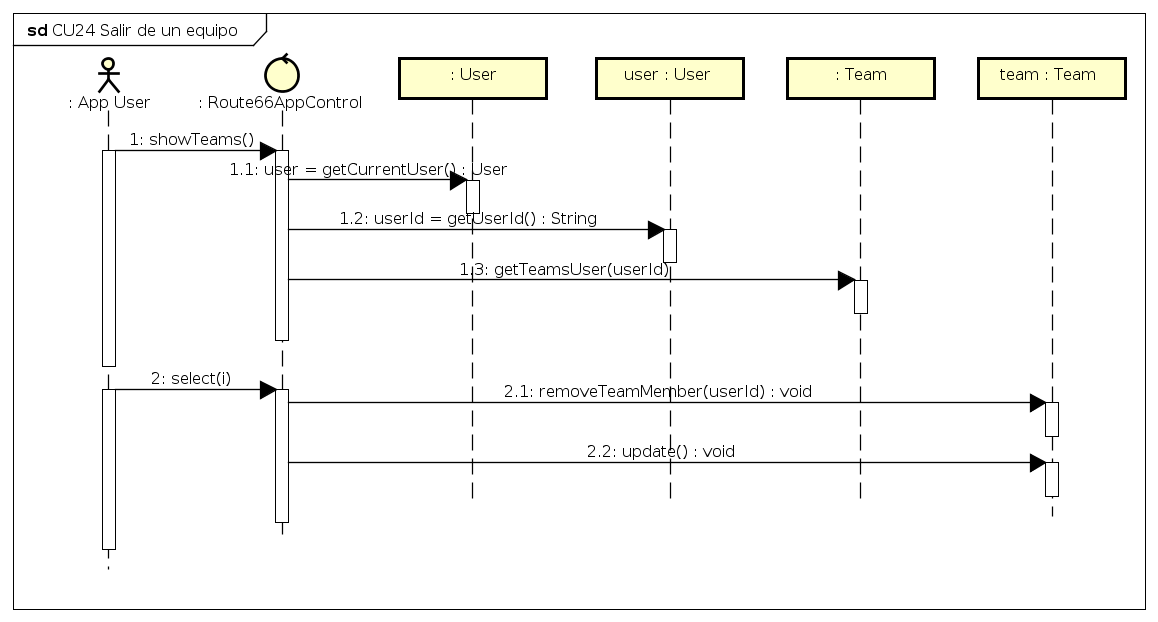 sd CU24 Salir de un equipo
: App User
: Route66AppControl
: User
user : User
: Team
team : Team
1: showTeams()
1.1: user = getCurrentUser() : User
1.2: userId = getUserId() : String
1.3: getTeamsUser(userId)
2: select(i)
2.1: removeTeamMember(userId) : void
2.2: update() : void